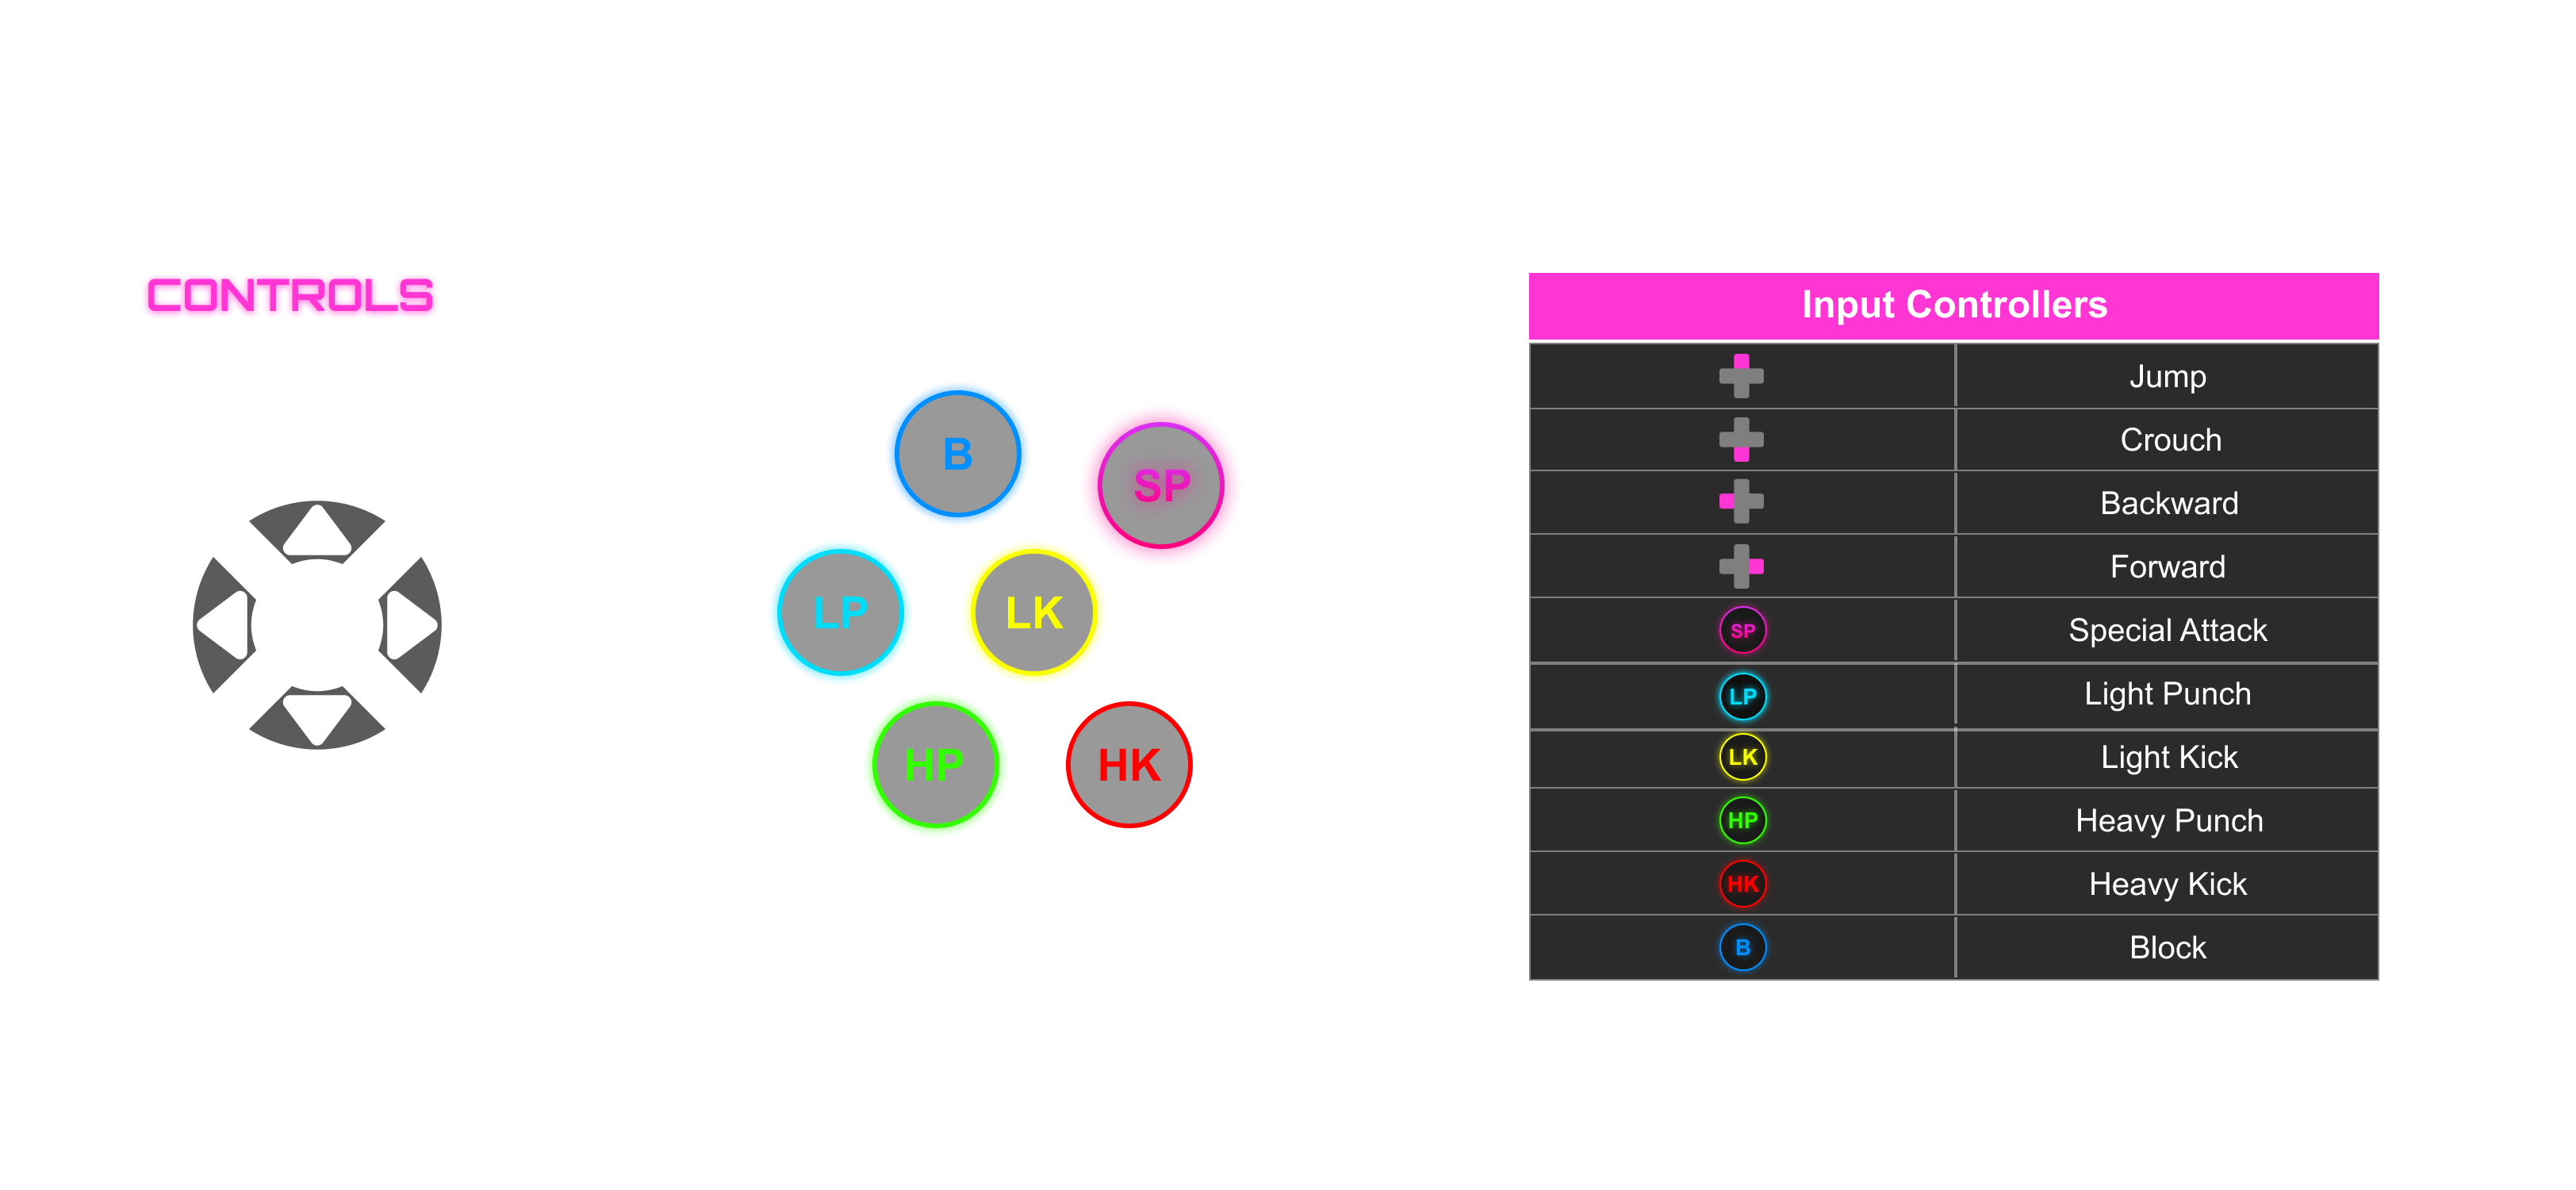 CONTROLS
B
SP
LP
LK
HP
HK
Input Controllers
Jump
Crouch
Backward
Forward
SP Special Attack
LP Light Punch
LK Light Kick
HP Heavy Punch
HK Heavy Kick
B Block